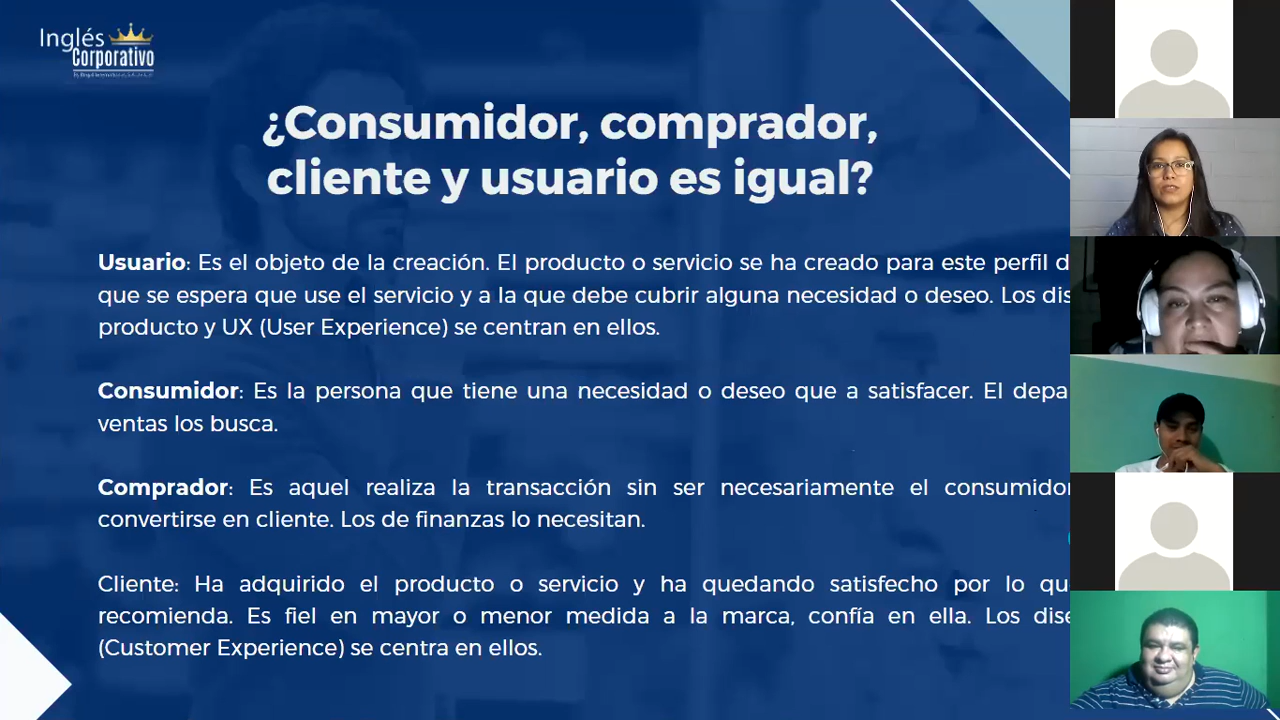 Inglés
Corporativo
¿Consumidor, comprador,
cliente y usuario es igual?
Usuario: Es el objeto de la creación. El producto o servicio se ha creado para este perfil
que se espera que use el servicio y a la que debe cubrir alguna necesidad o deseo. Los
producto y UX (User Experience) se centran en ellos.
Consumidor: Es la persona que tiene una necesidad o deseo que a satisfacer. El
ventas los busca.
Comprador: Es aquel realiza la transacción sin ser necesariamente el consumidor
convertirse en cliente. Los de finanzas lo necesitan.
Cliente: Ha adquirido el producto o servicio y ha quedando satisfecho por lo
recomienda. Es fiel en mayor o menor medida a la marca, confía en ella. Los
(Customer Experience) se centra en ellos.